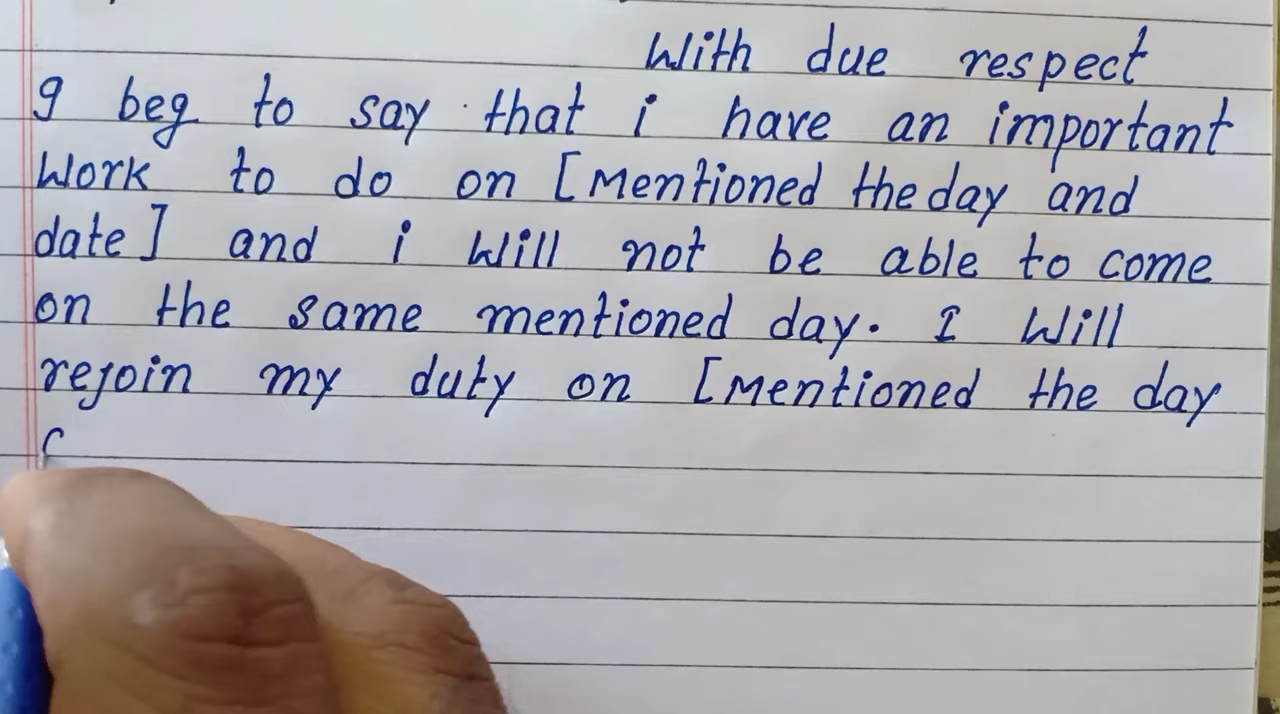 With due respect
I beg to say that i have an important
Work to do on [Mentioned the day and
date] and i Will not be able to come
on the same mentioned day. I Will
rejoin my duty on [Mentioned the day